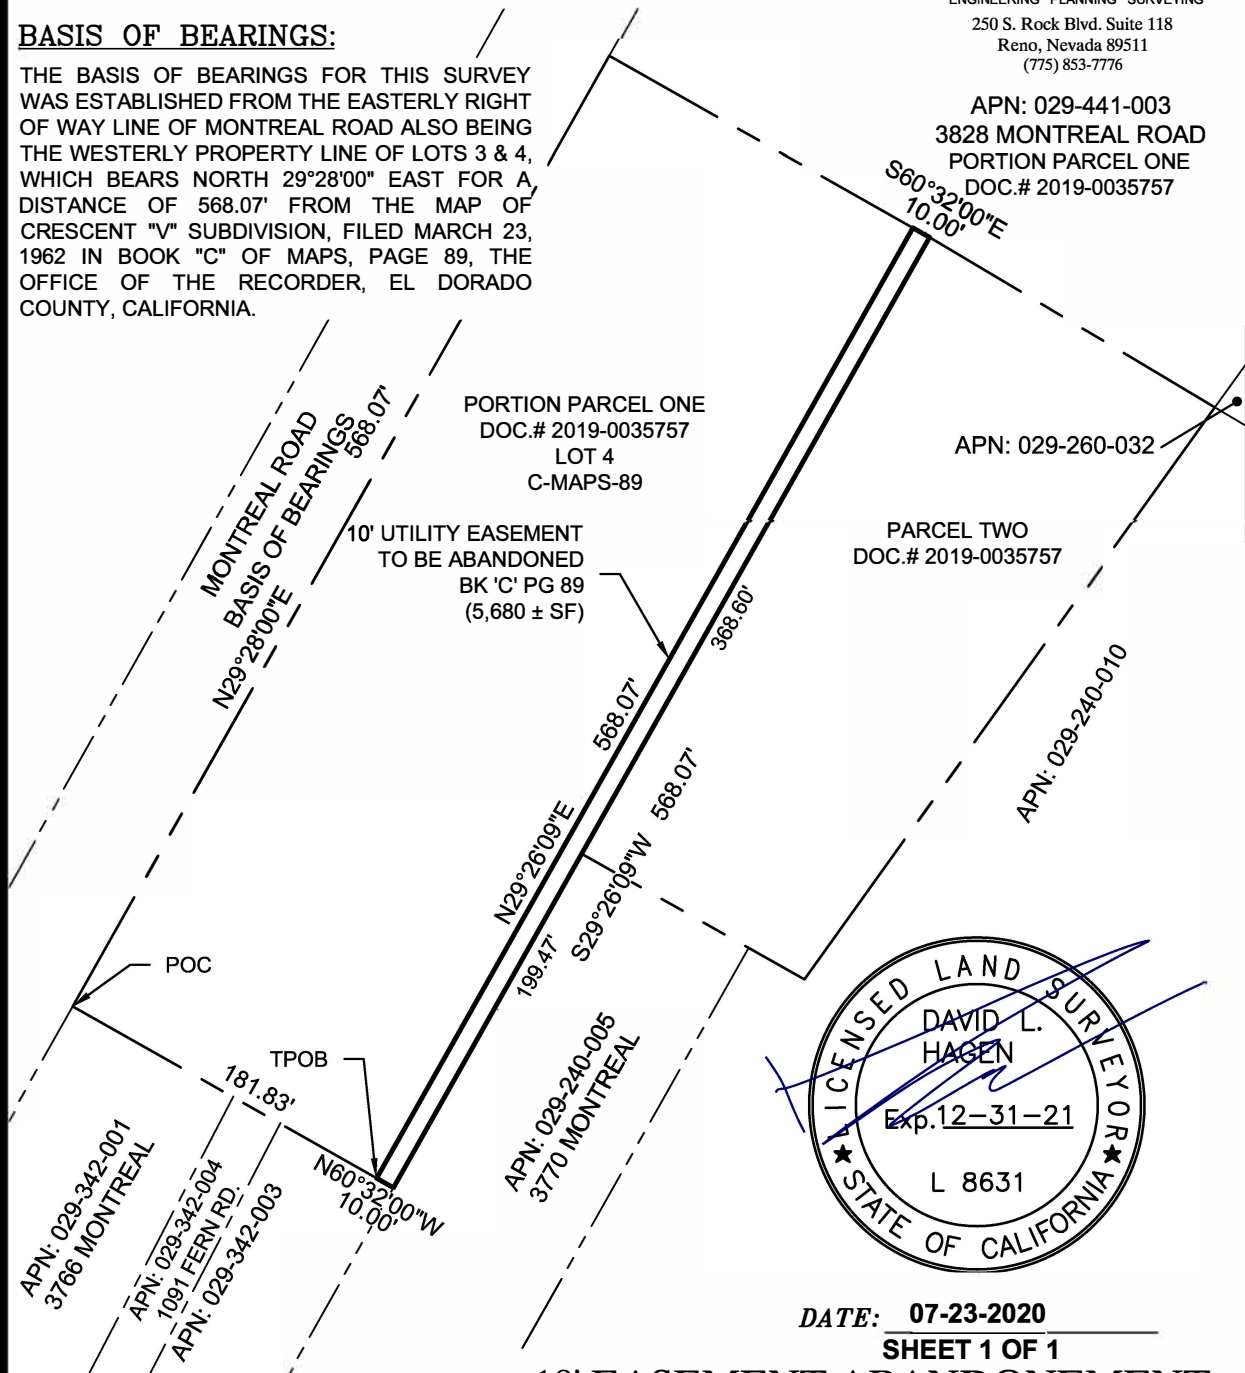 ENGINEERING PLANNING SURVEYING
250 S. Rock Blvd. Suite 118
Reno, Nevada 89511
(775) 853-7776
BASIS OF BEARINGS:
THE BASIS OF BEARINGS FOR THIS SURVEY
WAS ESTABLISHED FROM THE EASTERLY RIGHT
OF WAY LINE OF MONTREAL ROAD ALSO BEING
THE WESTERLY PROPERTY LINE OF LOTS 3 & 4,
WHICH BEARS NORTH 29°28'00" EAST FOR A
DISTANCE OF 568.07' FROM THE MAP OF
CRESCENT "V" SUBDIVISION, FILED MARCH 23,
1962 IN BOOK "C" OF MAPS, PAGE 89, THE
OFFICE OF THE RECORDER, EL DORADO
COUNTY, CALIFORNIA.
APN: 029-441-003
3828 MONTREAL ROAD
PORTION PARCEL ONE
DOC.# 2019-0035757
S60°32'00"E
10.00'
MONTREAL ROAD
BASIS OF BEARINGS
568.07'
N29°28'00"E
PORTION PARCEL ONE
DOC.# 2019-0035757
LOT 4
C-MAPS-89
10' UTILITY EASEMENT
TO BE ABANDONED
BK 'C' PG 89
(5,680 ± SF)
APN: 029-260-032
PARCEL TWO
DOC.# 2019-0035757
368.60'
568.07'
568.07'
N29°26'09"E
S29°26'09"W
199.47'
APN: 029-240-010
POC
TPOB
181.83'
N60°32'00"W
10.00'
APN: 029-240-005
3770 MONTREAL
APN: 029-342-001
3766 MONTREAL
APN: 029-342-004
1091 FERN RD.
APN: 029-342-003
LICENSED LAND SURVEYOR
DAVID L.
HAGEN
Exp. 12-31-21
L 8631
STATE OF CALIFORNIA
DATE: 07-23-2020
SHEET 1 OF 1
10' EASEMENT ABANDONEMENT